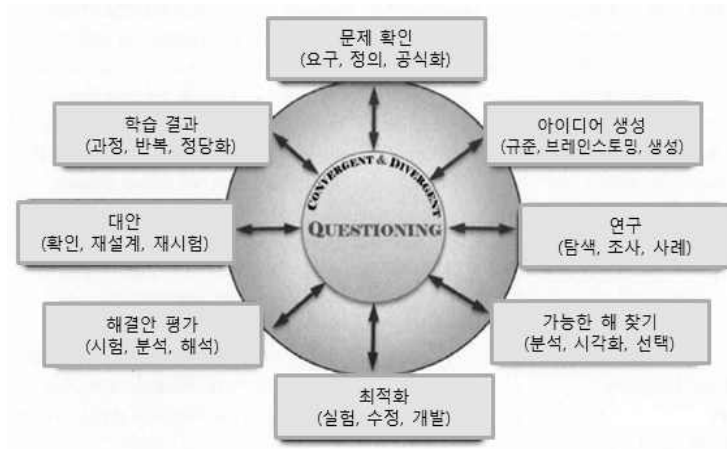 문제 확인
(요구, 정의, 공식화)
학습 결과
(과정, 반복, 정당화)
아이디어 생성
(규준, 브레인스토밍, 생성)
CONVERGENT & DIVERGENT
QUESTIONING
대안
(확인, 재설계, 재시험)
연구
(탐색, 조사, 사례)
해결안 평가
(시험, 분석, 해석)
가능한 해 찾기
(분석, 시각화, 선택)
최적화
(실험, 수정, 개발)